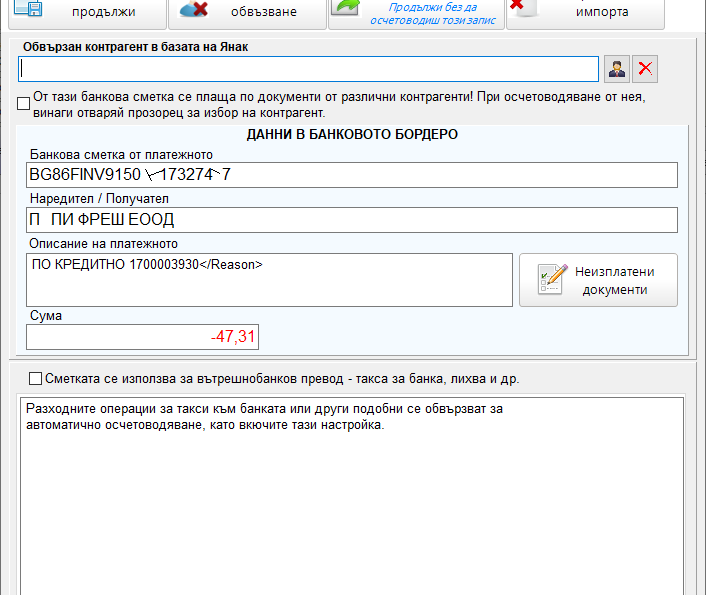 продължи
обвъзване
Продължи без да
осчетоводиш този запис
импорта
Обвързан контрагент в базата на Янак
От тази банкова сметка се плаща по документи от различни контрагенти! При осчетоводяване от нея,
винаги отваряй прозорец за избор на контрагент.
ДАННИ В БАНКОВОТО БОРДЕРО
Банкова сметка от платежното
BG86FINV9150 173274 7
Наредител / Получател
П ПИ ФРЕШ ЕООД
Описание на платежното
ПО КРЕДИТНО 1700003930</Reason>
Неизплатени
документи
Сума
-47,31
Сметката се използва за вътрешнобанков превод - такса за банка, лихва и др.
Разходните операции за такси към банката или други подобни се обвързват за
автоматично осчетоводяване, като вкючите тази настройка.